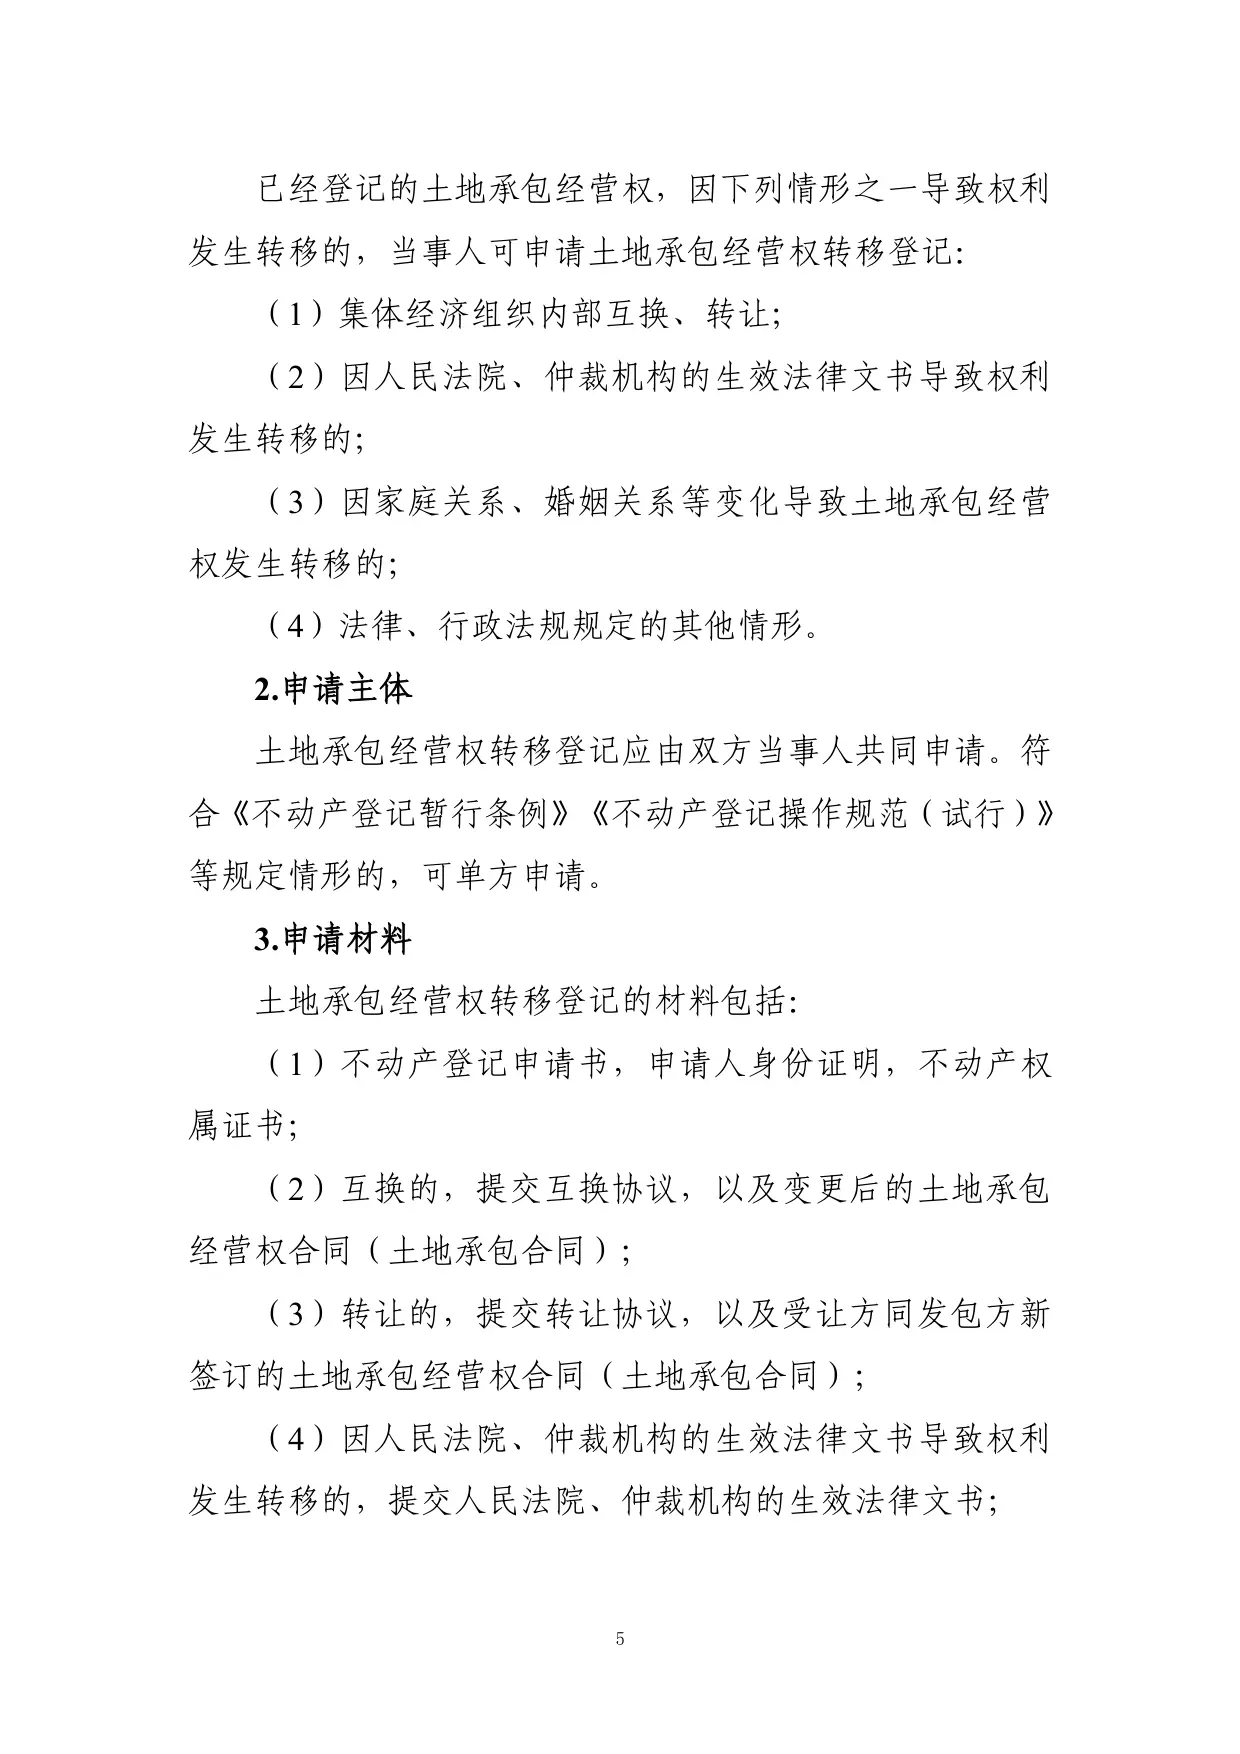 已经登记的土地承包经营权，因下列情形之一导致权利
发生转移的，当事人可申请土地承包经营权转移登记：
（1）集体经济组织内部互换、转让；
（2）因人民法院、仲裁机构的生效法律文书导致权利
发生转移的；
（3）因家庭关系、婚姻关系等变化导致土地承包经营
权发生转移的；
（4）法律、行政法规规定的其他情形。
2.申请主体
土地承包经营权转移登记应由双方当事人共同申请。符
合《不动产登记暂行条例》《不动产登记操作规范（试行）》
等规定情形的，可单方申请。
3.申请材料
土地承包经营权转移登记的材料包括：
（1）不动产登记申请书，申请人身份证明，不动产权
属证书；
（2）互换的，提交互换协议，以及变更后的土地承包
经营权合同（土地承包合同）；
（3）转让的，提交转让协议，以及受让方同发包方新
签订的土地承包经营权合同（土地承包合同）；
（4）因人民法院、仲裁机构的生效法律文书导致权利
发生转移的，提交人民法院、仲裁机构的生效法律文书；
5